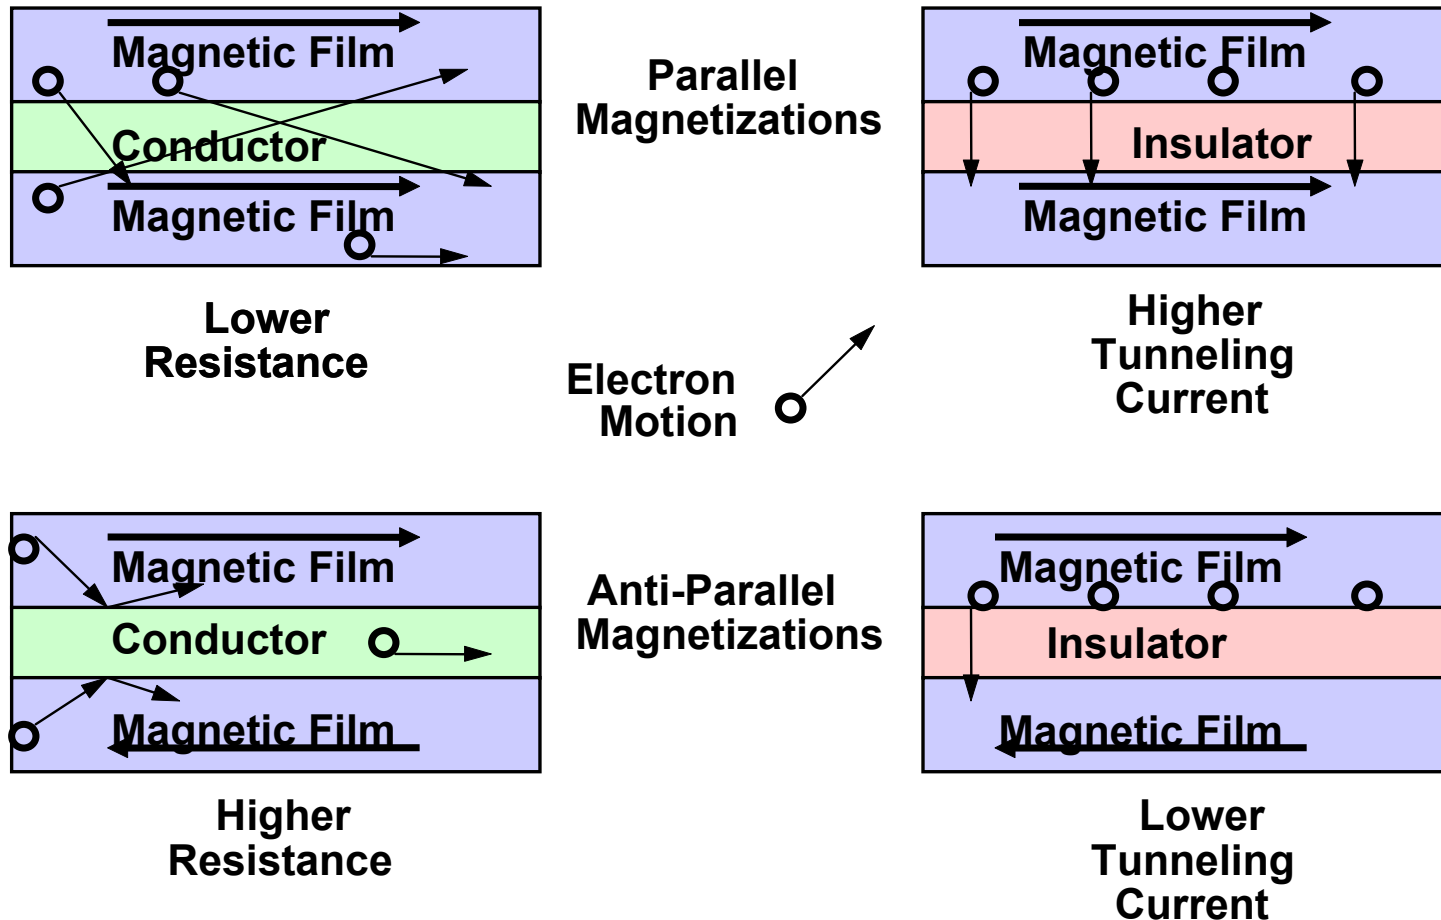 Magnetic Film
Conductor
Magnetic Film
Lower
Resistance
Parallel
Magnetizations
Magnetic Film
Insulator
Magnetic Film
Higher
Tunneling
Current
Electron
Motion
Magnetic Film
Conductor
Magnetic Film
Higher
Resistance
Anti-Parallel
Magnetizations
Magnetic Film
Insulator
Magnetic Film
Lower
Tunneling
Current